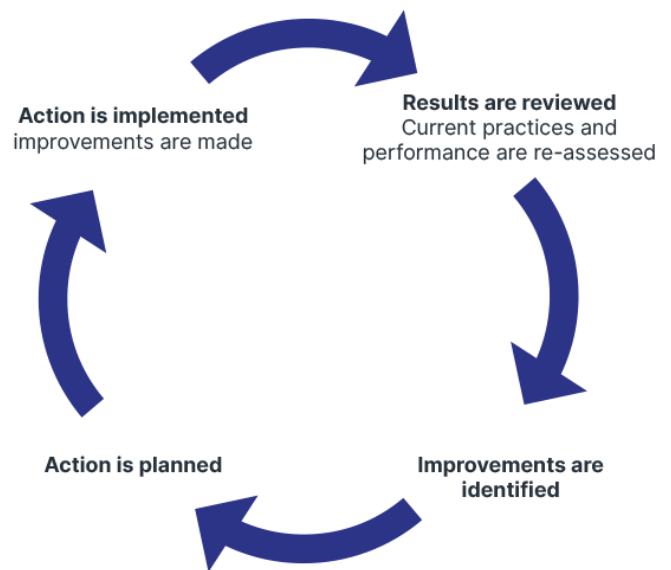 Action is implemented
improvements are made
Results are reviewed
Current practices and
performance are re-assessed
Action is planned
Improvements are
identified